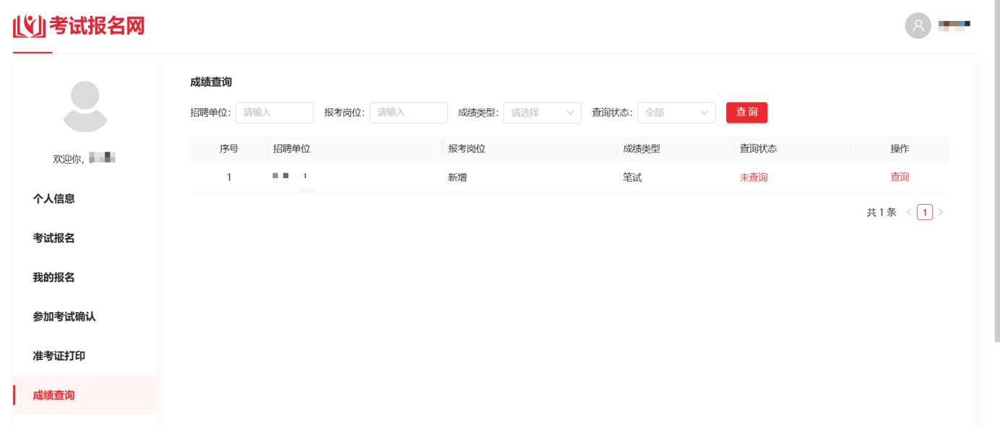 考试报名网
欢迎你,
个人信息
考试报名
我的报名
参加考试确认
准考证打印
成绩查询
成绩查询
招聘单位: 请输入 报考岗位: 请输入 成绩类型: 请选择 查询状态: 全部 查 询
序号 招聘单位 报考岗位 成绩类型 查询状态 操作
1 1 新增 笔试 未查询 查询
共 1 条 < 1 >